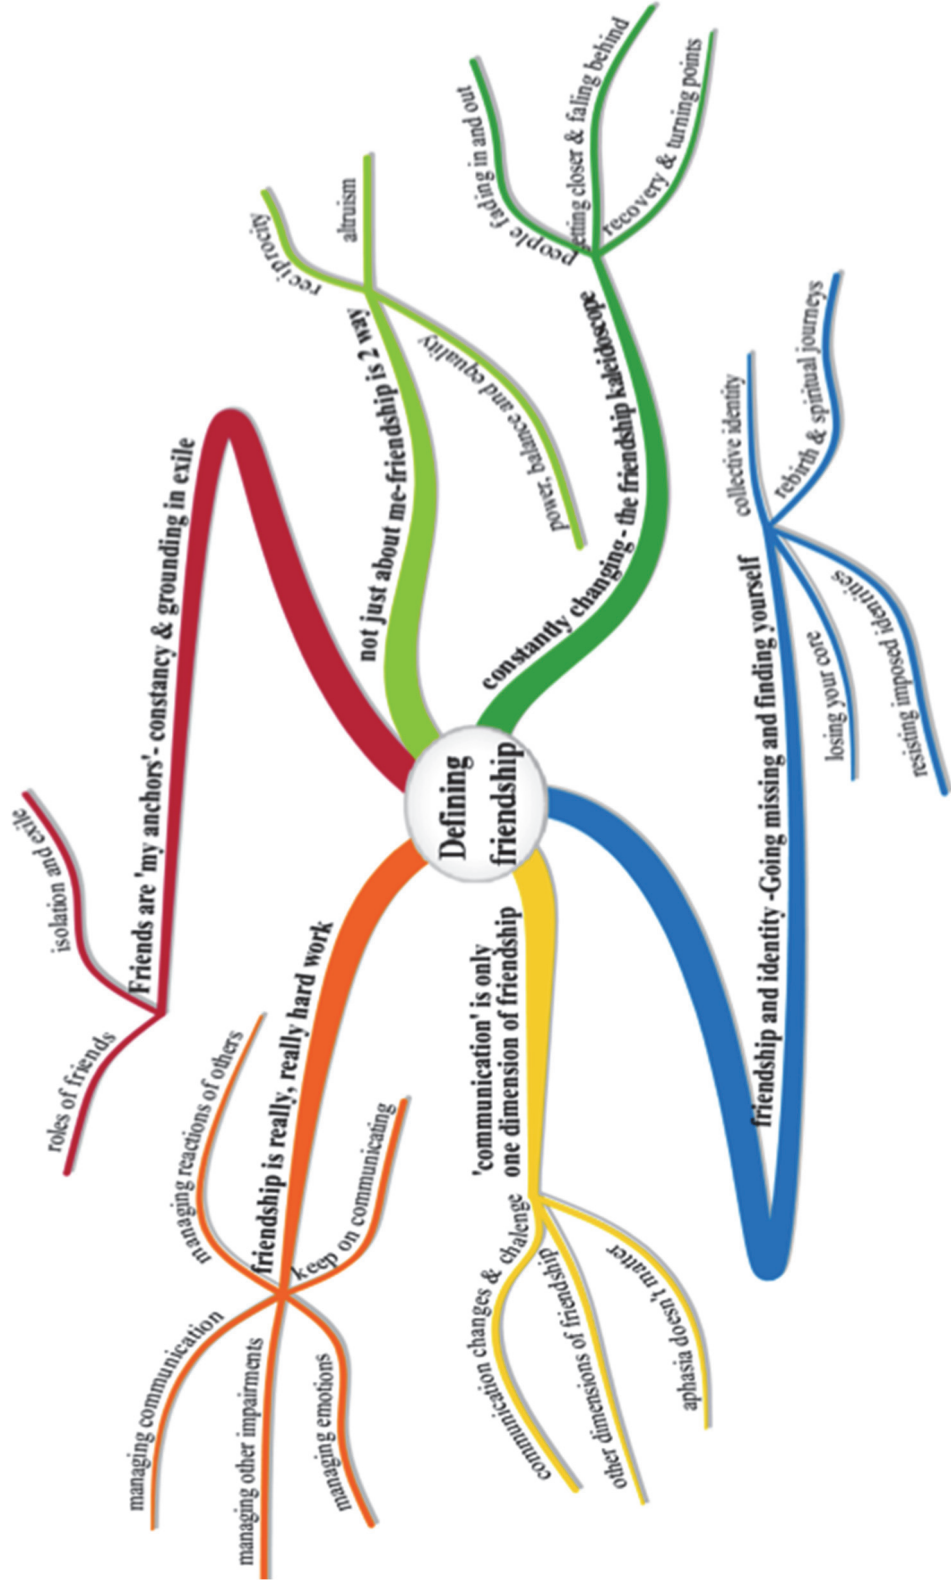 Defining
friendship
Friends are 'my anchors'- constancy & grounding in exile
isolation and exile
roles of friends
not just about me-friendship is 2 way
reciprocity
altruism
power, balance and equality
constantly changing - the friendship kaleidoscope
people fading in and out
etting closer & faling behind
recovery & turning points
friendship and identity -Going missing and finding yourself
collective identity
rebirth & spiritual journeys
losing your core
resisting imposed identities
'communication' is only
one dimension of friendship
communication changes & chalenge
other dimensions of friendship
aphasia doesn't matter
friendship is really, really hard work
managing reactions of others
keep on communicating
managing communication
managing other impairments
managing emotions